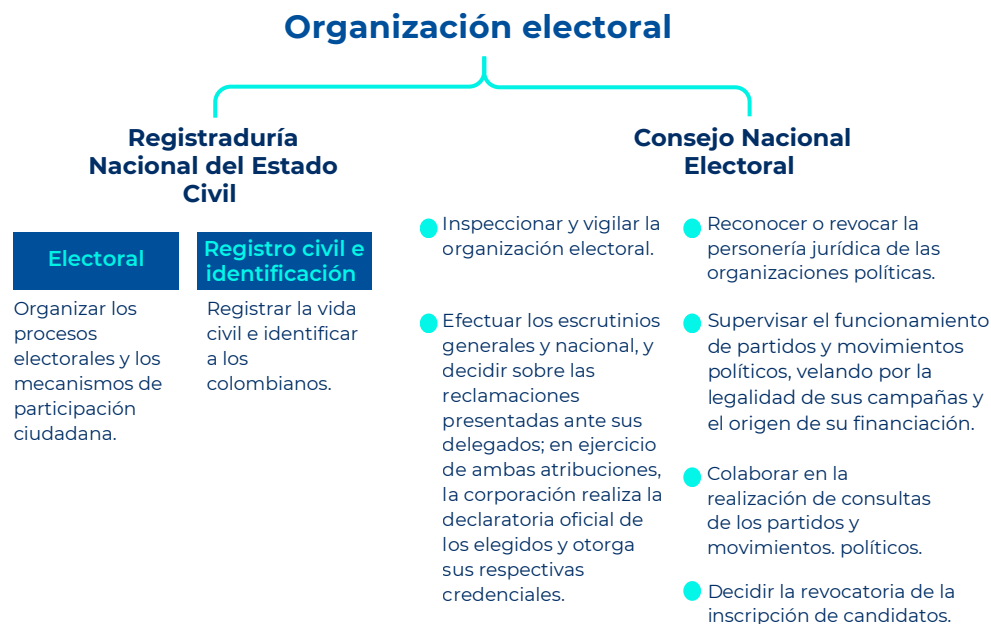 Organización electoral
Registraduría
Nacional del Estado
Civil
Electoral
Organizar los
procesos
electorales y los
mecanismos de
participación
ciudadana.
Registro civil e
identificación
Registrar la vida
civil e identificar
a los
colombianos.
Consejo Nacional
Electoral
Inspeccionar y vigilar la
organización electoral.
Efectuar los escrutinios
generales y nacional, y
decidir sobre las
reclamaciones
presentadas ante sus
delegados; en ejercicio
de ambas atribuciones,
la corporación realiza la
declaratoria oficial de
los elegidos y otorga
sus respectivas
credenciales.
Reconocer o revocar la
personería jurídica de las
organizaciones políticas.
Supervisar el funcionamiento
de partidos y movimientos
políticos, velando por la
legalidad de sus campañas y
el origen de su financiación.
Colaborar en la
realización de consultas
de los partidos y
movimientos. políticos.
Decidir la revocatoria de la
inscripción de candidatos.